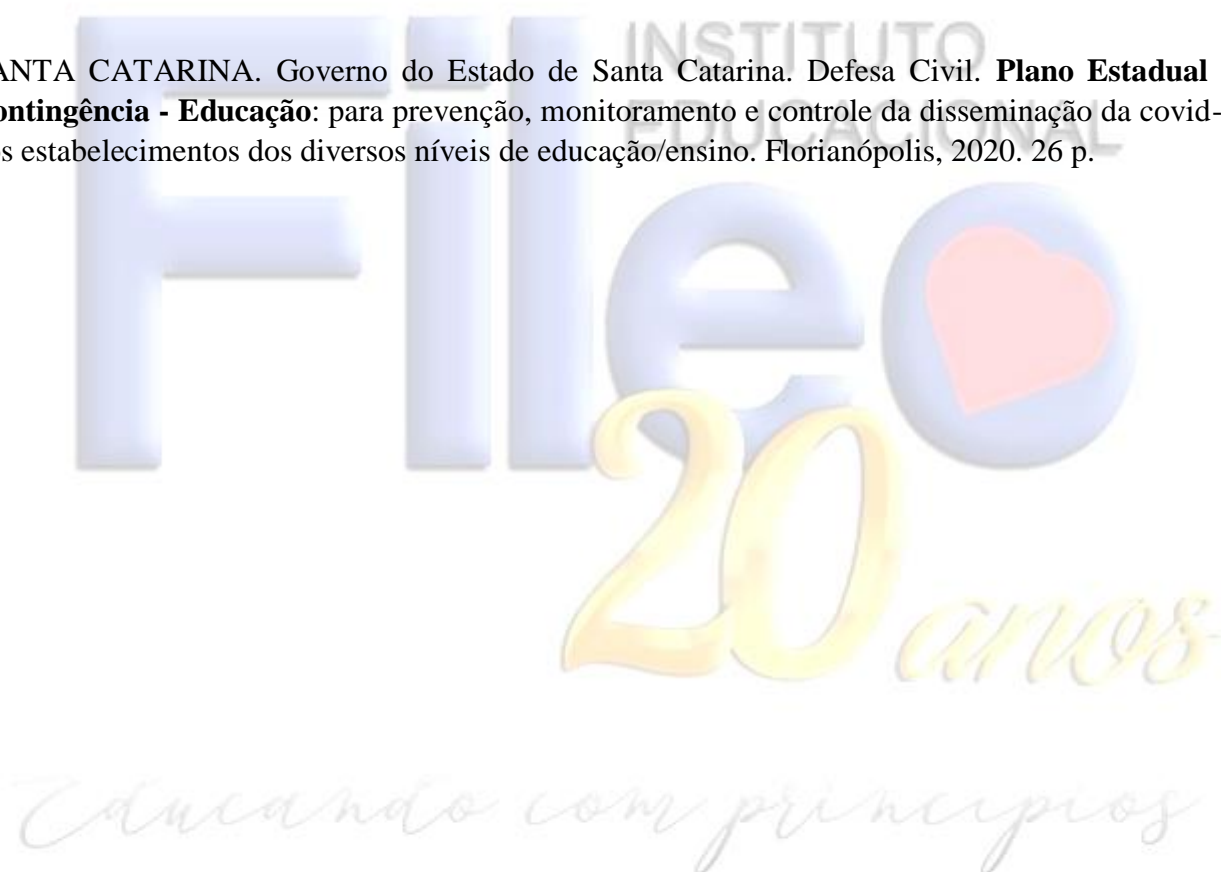 INSTITUTO
EDUCACIONAL
ANTA CATARINA. Governo do Estado de Santa Catarina. Defesa Civil. Plano Estadual
ontingência - Educação: para prevenção, monitoramento e controle da disseminação da covid-
s estabelecimentos dos diversos níveis de educação/ensino. Florianópolis, 2020. 26 p.
Fileo
20 anos
Educando com princípios